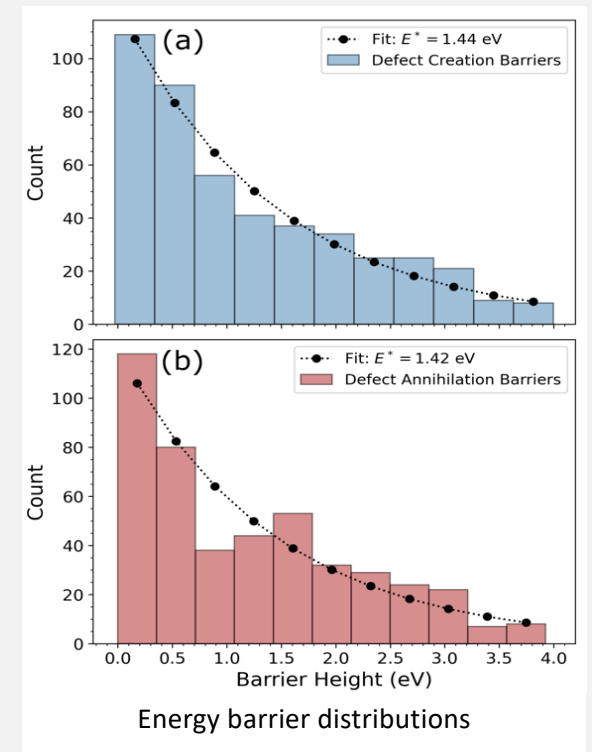 (a)
Fit: E* = 1.44 eV
Defect Creation Barriers
Count
100
80
60
40
20
0
(b)
Fit: E* = 1.42 eV
Defect Annihilation Barriers
Count
120
100
80
60
40
20
0
0.0 0.5 1.0 1.5 2.0 2.5 3.0 3.5 4.0
Barrier Height (eV)
Energy barrier distributions